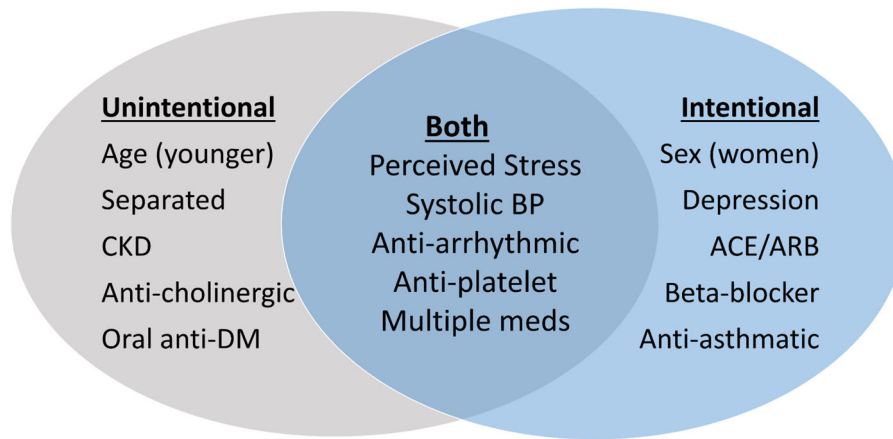 Unintentional
Age (younger)
Separated
CKD
Anti-cholinergic
Oral anti-DM
Both
Perceived Stress
Systolic BP
Anti-arrhythmic
Anti-platelet
Multiple meds
Intentional
Sex (women)
Depression
ACE/ARB
Beta-blocker
Anti-asthmatic